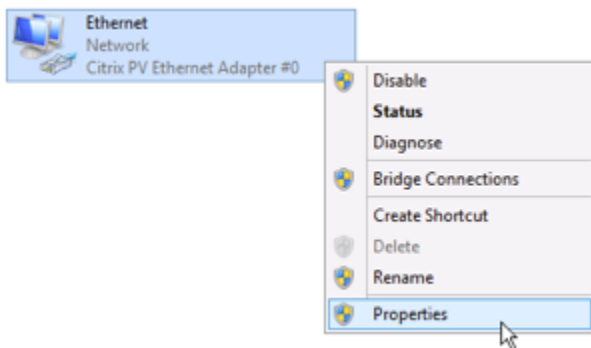 Ethernet
Network
Citrix PV Ethernet Adapter #0
Disable
Status
Diagnose
Bridge Connections
Create Shortcut
Delete
Rename
Properties